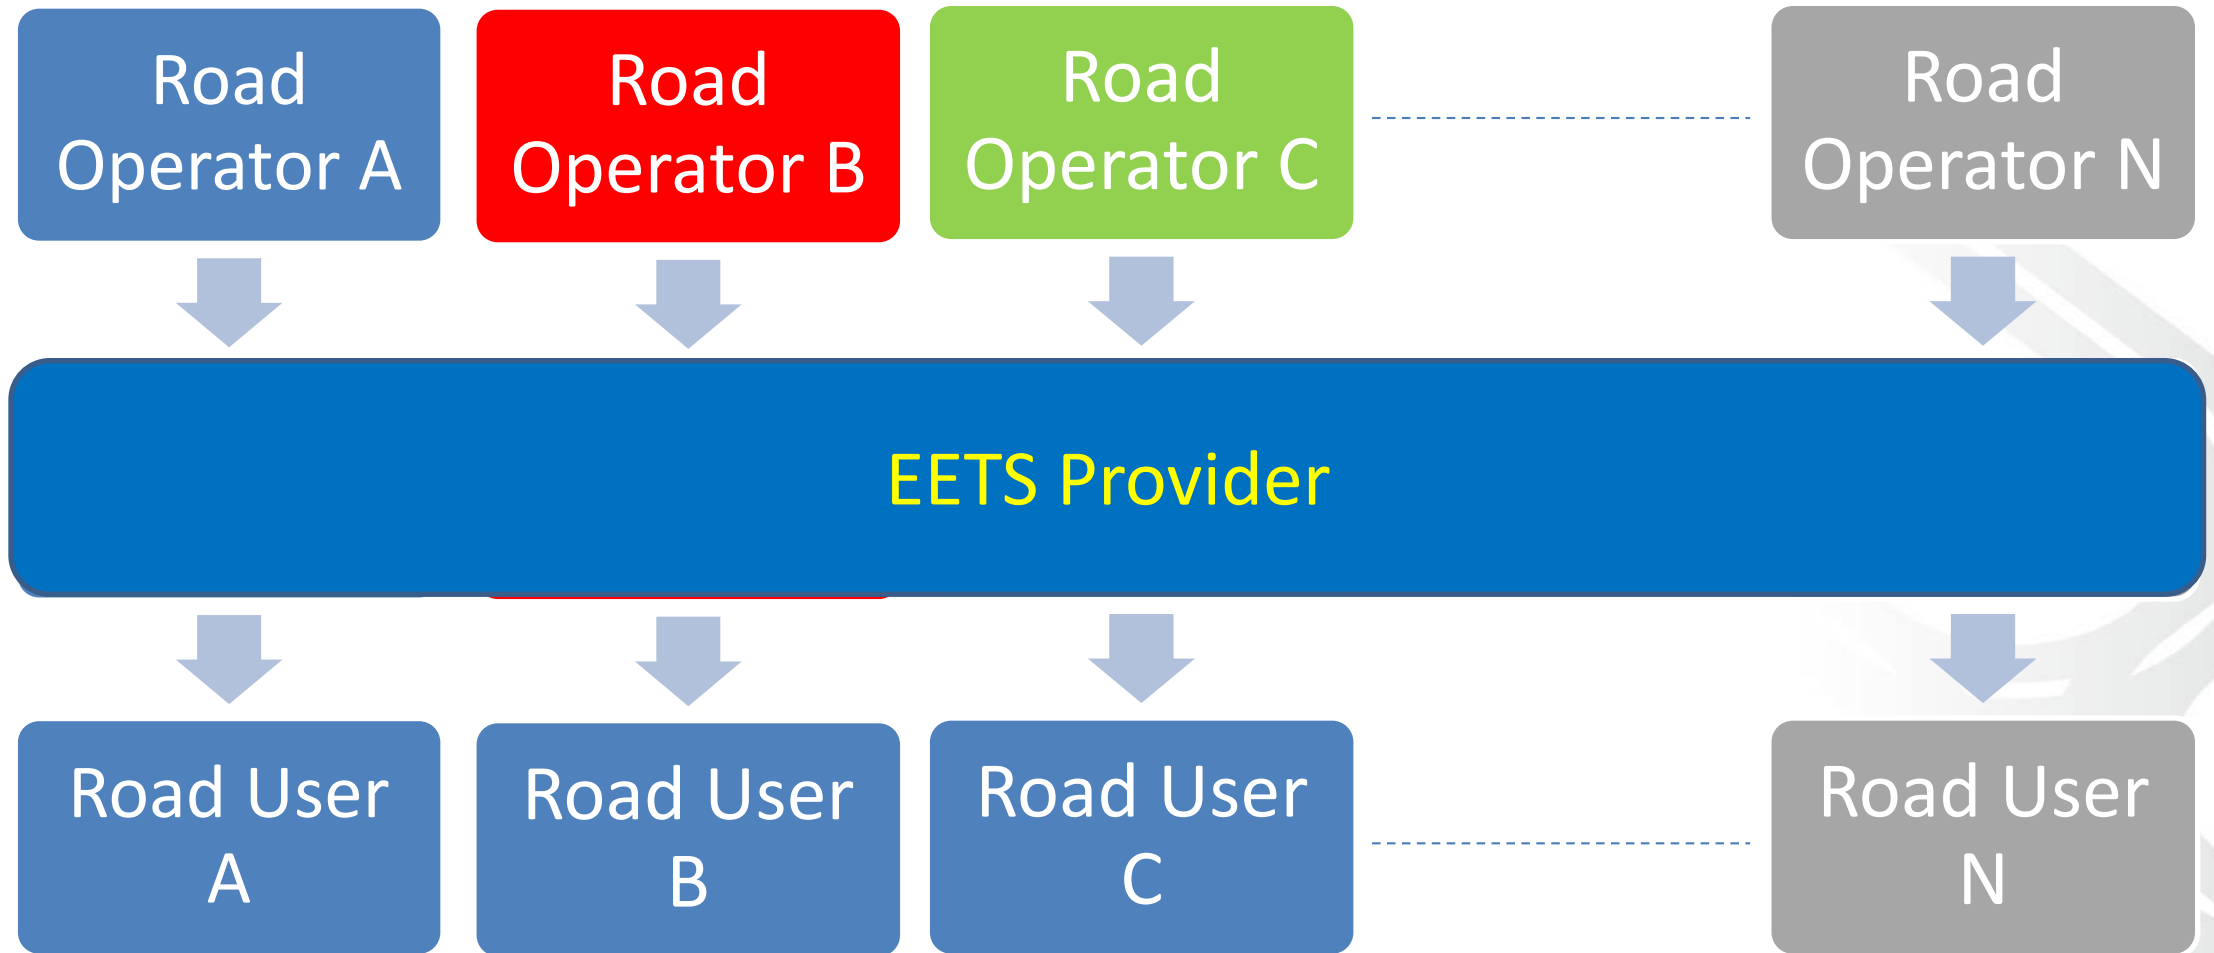 Road
Operator A
Road
Operator B
Road
Operator C
Road
Operator N
EETS Provider
Road User
A
Road User
B
Road User
C
Road User
N